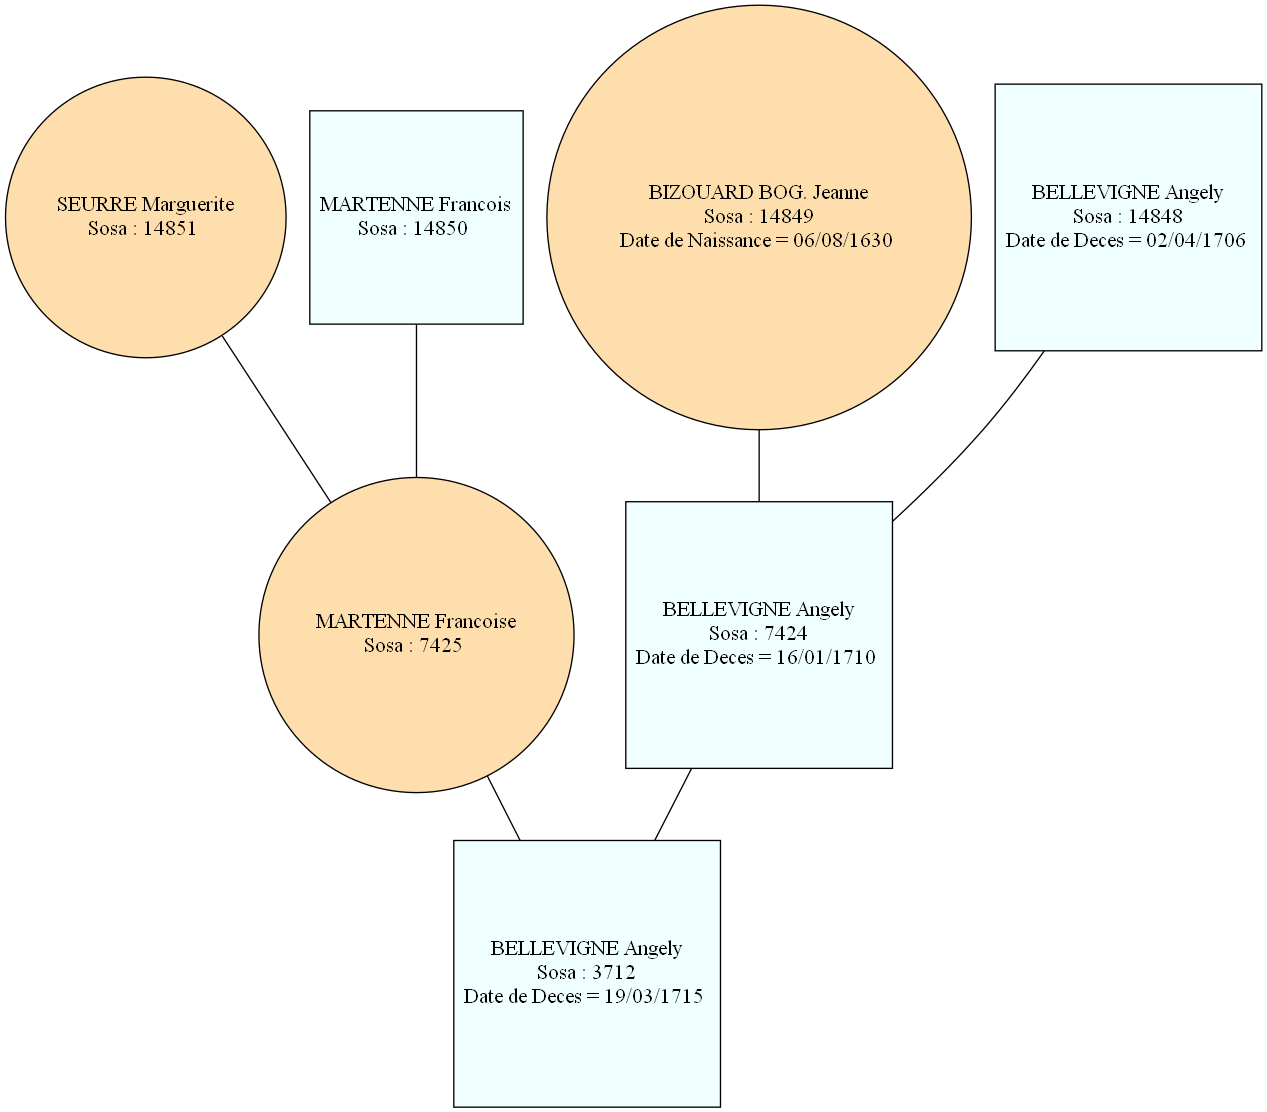 SEURRE Marguerite
Sosa : 14851
MARTENNE Francois
Sosa : 14850
BIZOUARD BOG. Jeanne
Sosa : 14849
Date de Naissance = 06/08/1630
BELLEVIGNE Angely
Sosa : 14848
Date de Deces = 02/04/1706
MARTENNE Francoise
Sosa : 7425
BELLEVIGNE Angely
Sosa : 7424
Date de Deces = 16/01/1710
BELLEVIGNE Angely
Sosa : 3712
Date de Deces = 19/03/1715